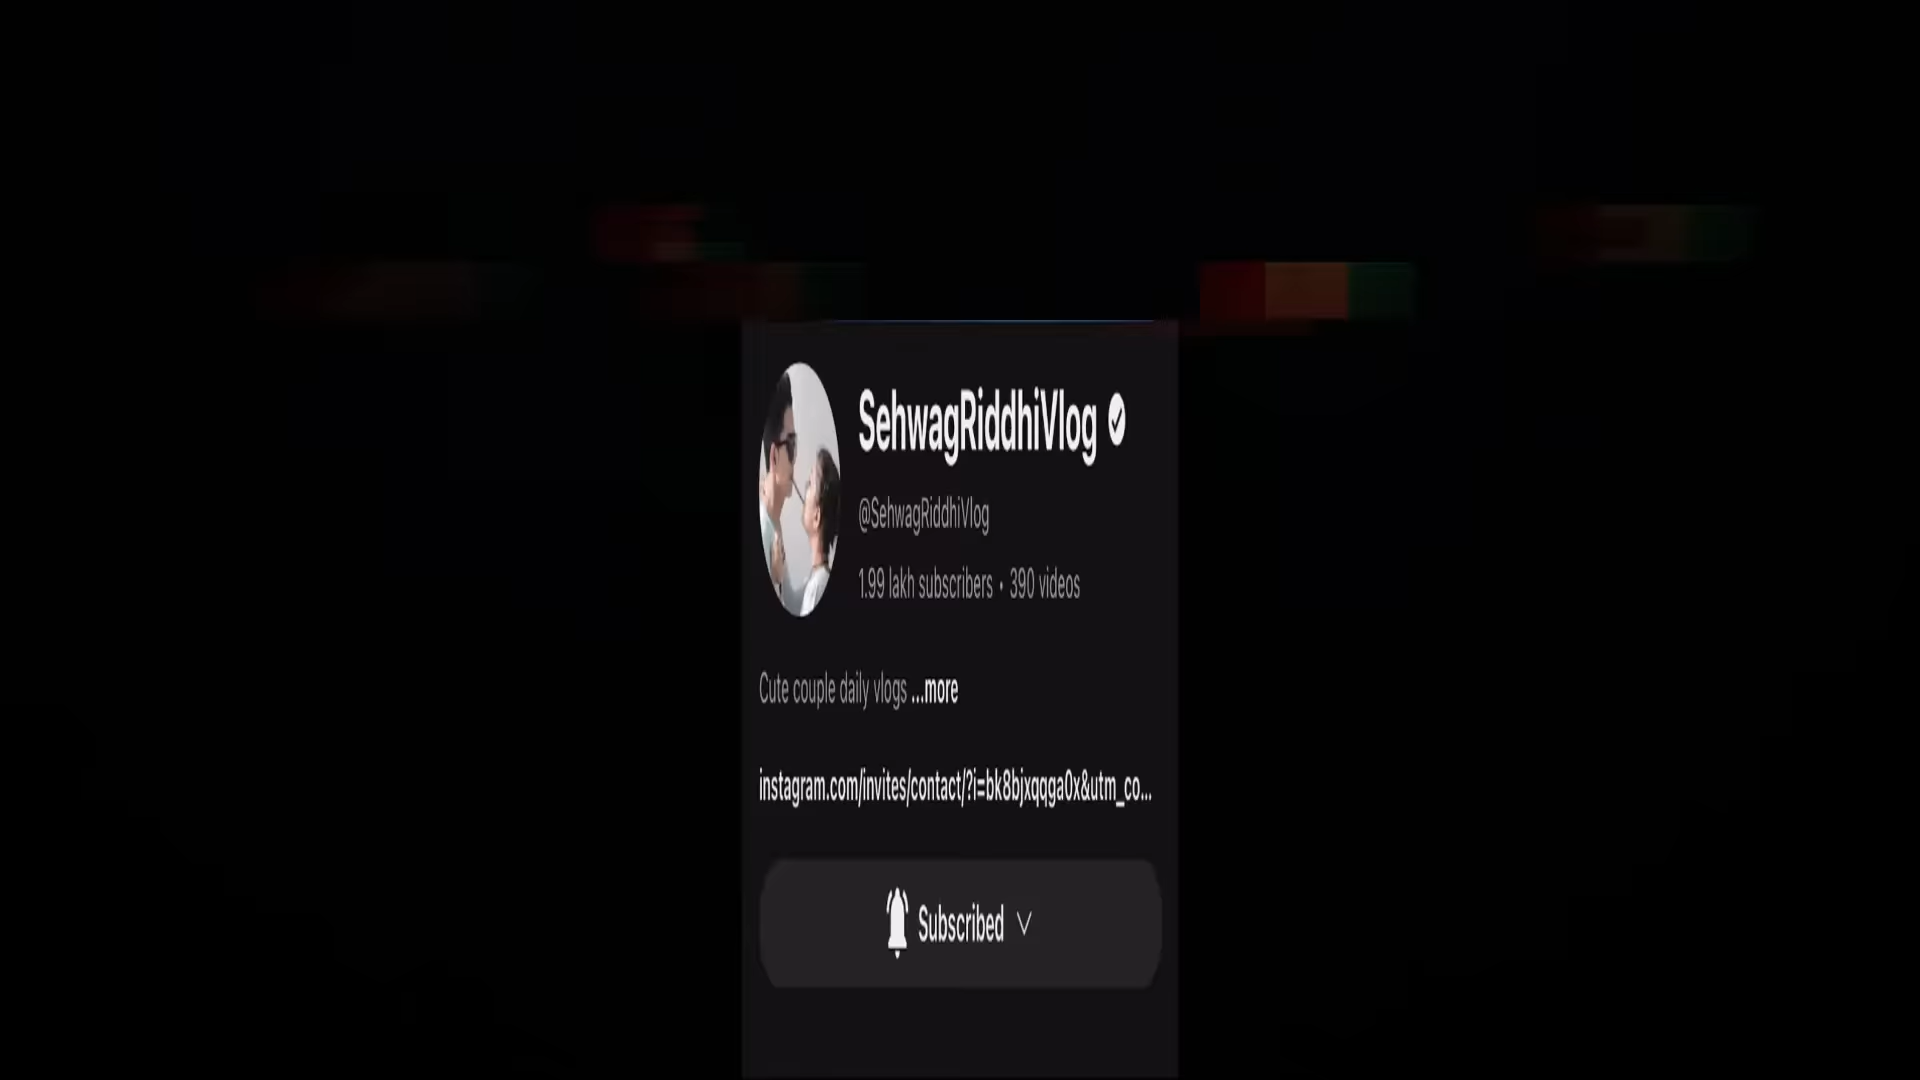 SehwagRiddhiVlog
@SehwagRiddhiVlog
1.99 lakh subscribers • 390 videos
Cute couple daily vlogs ...more
instagram.com/invites/contact/?i=bk8bjxqqga0x&utm_co...
Subscribed